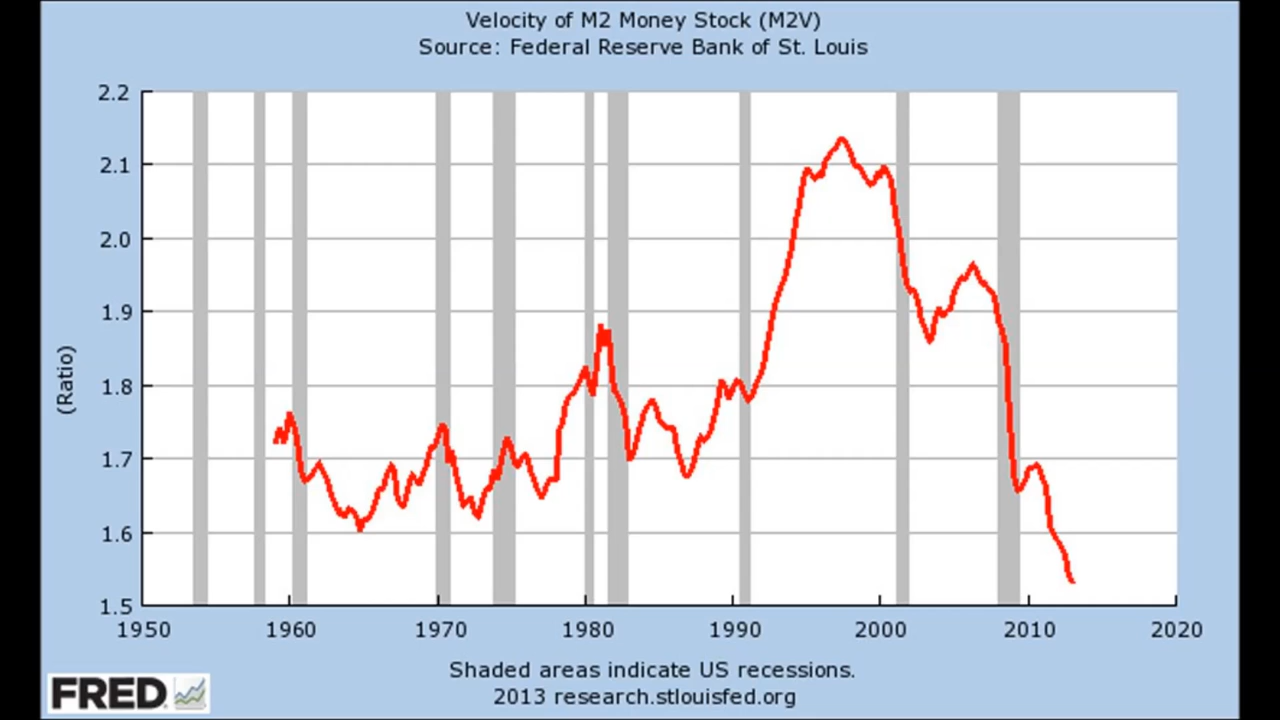 Velocity of M2 Money Stock (M2V)
Source: Federal Reserve Bank of St. Louis
2.2
2.1
2.0
1.9
1.8
1.7
1.6
1.5
(Ratio)
1950 1960 1970 1980 1990 2000 2010 2020
Shaded areas indicate US recessions.
2013 research.stlouisfed.org
FRED